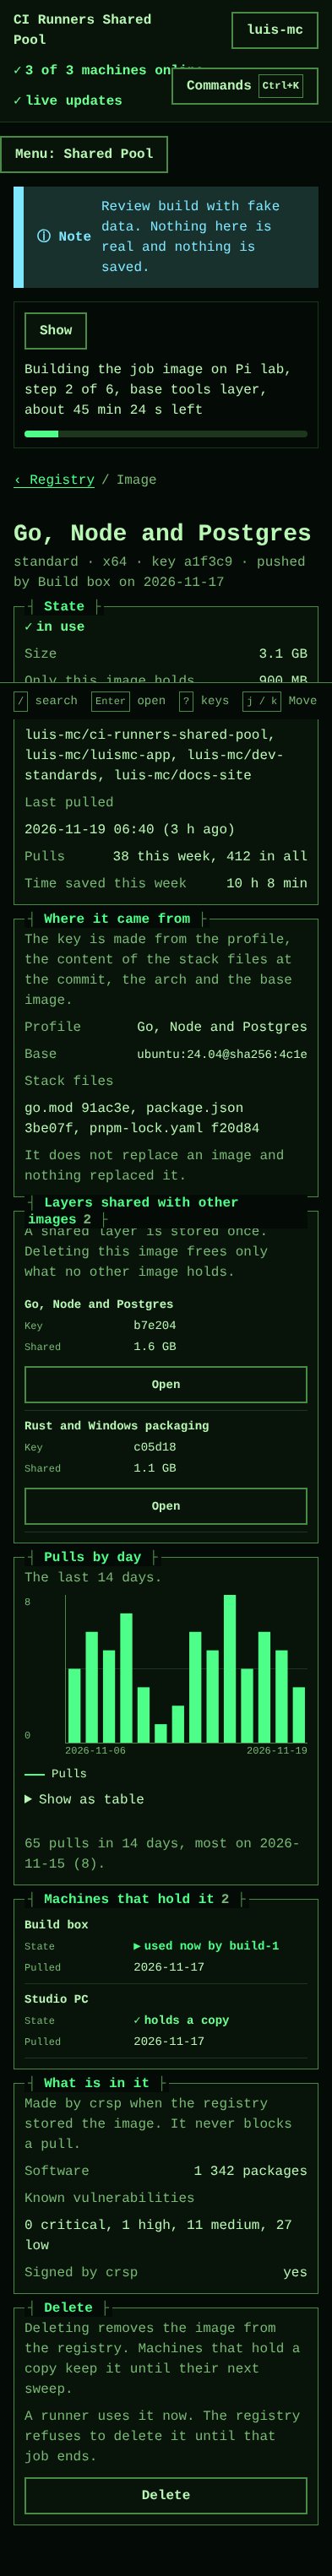 CI Runners Shared
Pool
luis-mc
✓ 3 of 3 machines online
Commands Ctrl+K
✓ live updates
Menu: Shared Pool
ⓘ Note
Review build with fake
data. Nothing here is
real and nothing is
saved.
Show
Building the job image on Pi lab,
step 2 of 6, base tools layer,
about 45 min 24 s left
‹ Registry / Image
Go, Node and Postgres
standard · x64 · key a1f3c9 · pushed
by Build box on 2026-11-17
State
✓ in use
Size 3.1 GB
Only this image holds 900 MB
/ search Enter open ? keys j / k Move
luis-mc/ci-runners-shared-pool,
luis-mc/luismc-app, luis-mc/dev-
standards, luis-mc/docs-site
Last pulled
2026-11-19 06:40 (3 h ago)
Pulls 38 this week, 412 in all
Time saved this week 10 h 8 min
Where it came from
The key is made from the profile,
the content of the stack files at
the commit, the arch and the base
image.
Profile Go, Node and Postgres
Base ubuntu:24.04@sha256:4c1e
Stack files
go.mod 91ac3e, package.json
3be07f, pnpm-lock.yaml f20d84
It does not replace an image and
nothing replaced it.
Layers shared with other
images 2
A shared layer is stored once.
Deleting this image frees only
what no other image holds.
Go, Node and Postgres
Key b7e204
Shared 1.6 GB
Open
Rust and Windows packaging
Key c05d18
Shared 1.1 GB
Open
Pulls by day
The last 14 days.
8
0
2026-11-06 2026-11-19
Pulls
▶ Show as table
65 pulls in 14 days, most on 2026-
11-15 (8).
Machines that hold it 2
Build box
State ▶ used now by build-1
Pulled 2026-11-17
Studio PC
State ✓ holds a copy
Pulled 2026-11-17
What is in it
Made by crsp when the registry
stored the image. It never blocks
a pull.
Software 1 342 packages
Known vulnerabilities
0 critical, 1 high, 11 medium, 27
low
Signed by crsp yes
Delete
Deleting removes the image from
the registry. Machines that hold a
copy keep it until their next
sweep.
A runner uses it now. The registry
refuses to delete it until that
job ends.
Delete